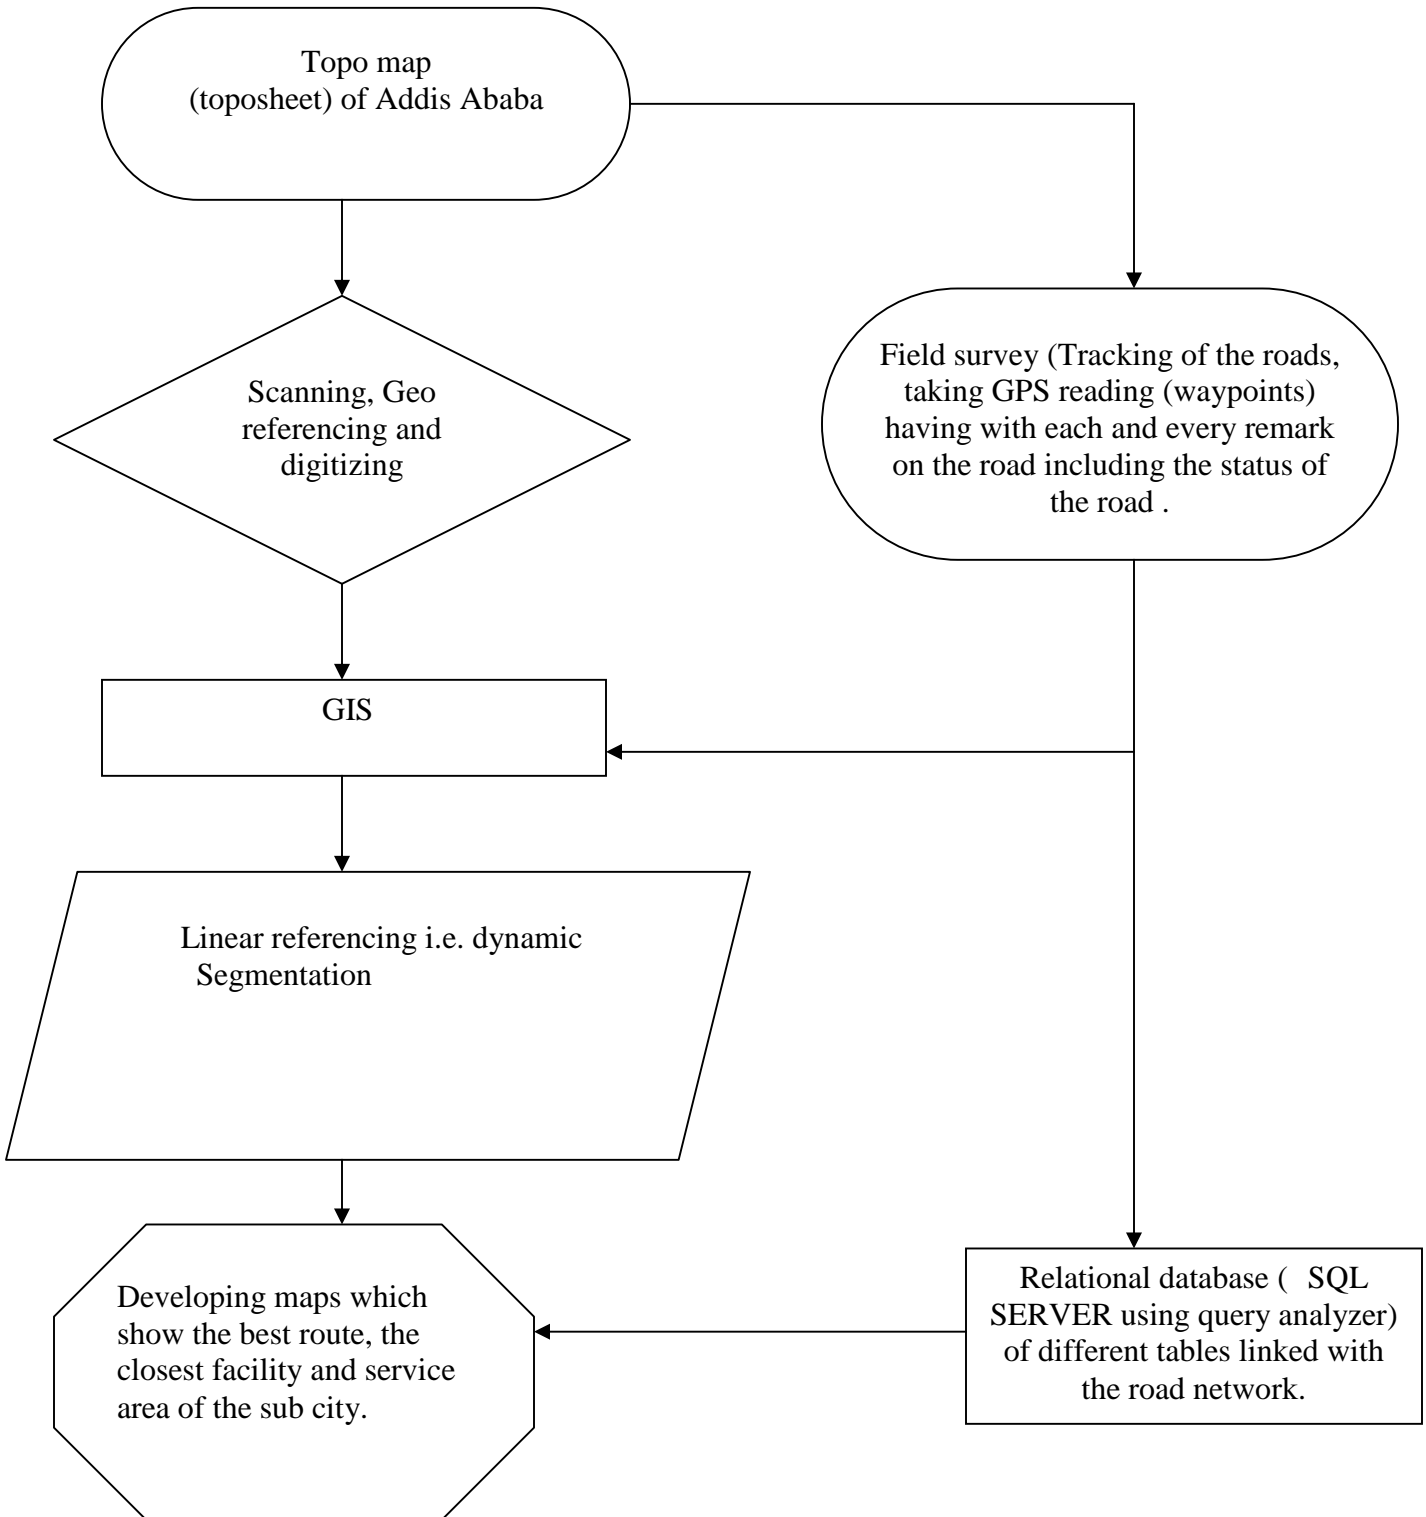 Topo map
(toposheet) of Addis Ababa
Scanning, Geo
referencing and
digitizing
Field survey (Tracking of the roads,
taking GPS reading (waypoints)
having with each and every remark
on the road including the status of
the road .
GIS
Linear referencing i.e. dynamic
Segmentation
Developing maps which
show the best route, the
closest facility and service
area of the sub city.
Relational database ( SQL
SERVER using query analyzer)
of different tables linked with
the road network.